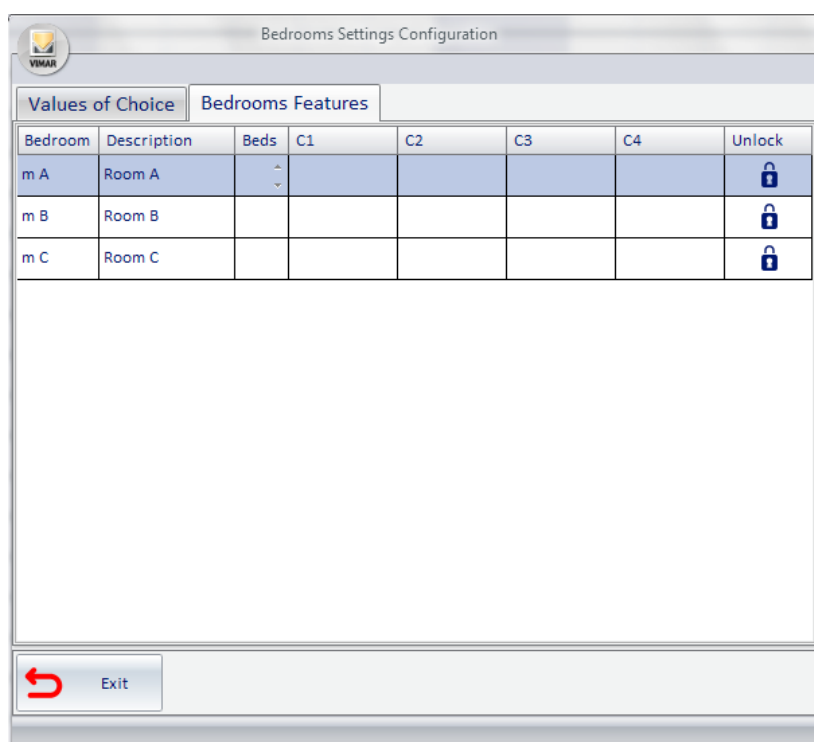 Bedrooms Settings Configuration
VIMAR
Values of Choice Bedrooms Features
Bedroom Description Beds C1 C2 C3 C4 Unlock
m A Room A
m B Room B
m C Room C
Exit